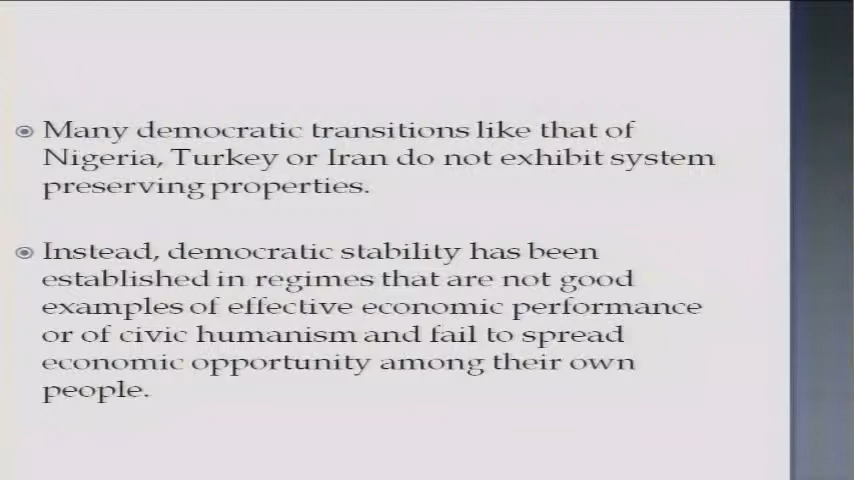 Many democratic transitions like that of
Nigeria, Turkey or Iran do not exhibit system
preserving properties.
Instead, democratic stability has been
established in regimes that are not good
examples of effective economic performance
or of civic humanism and fail to spread
economic opportunity among their own
people.